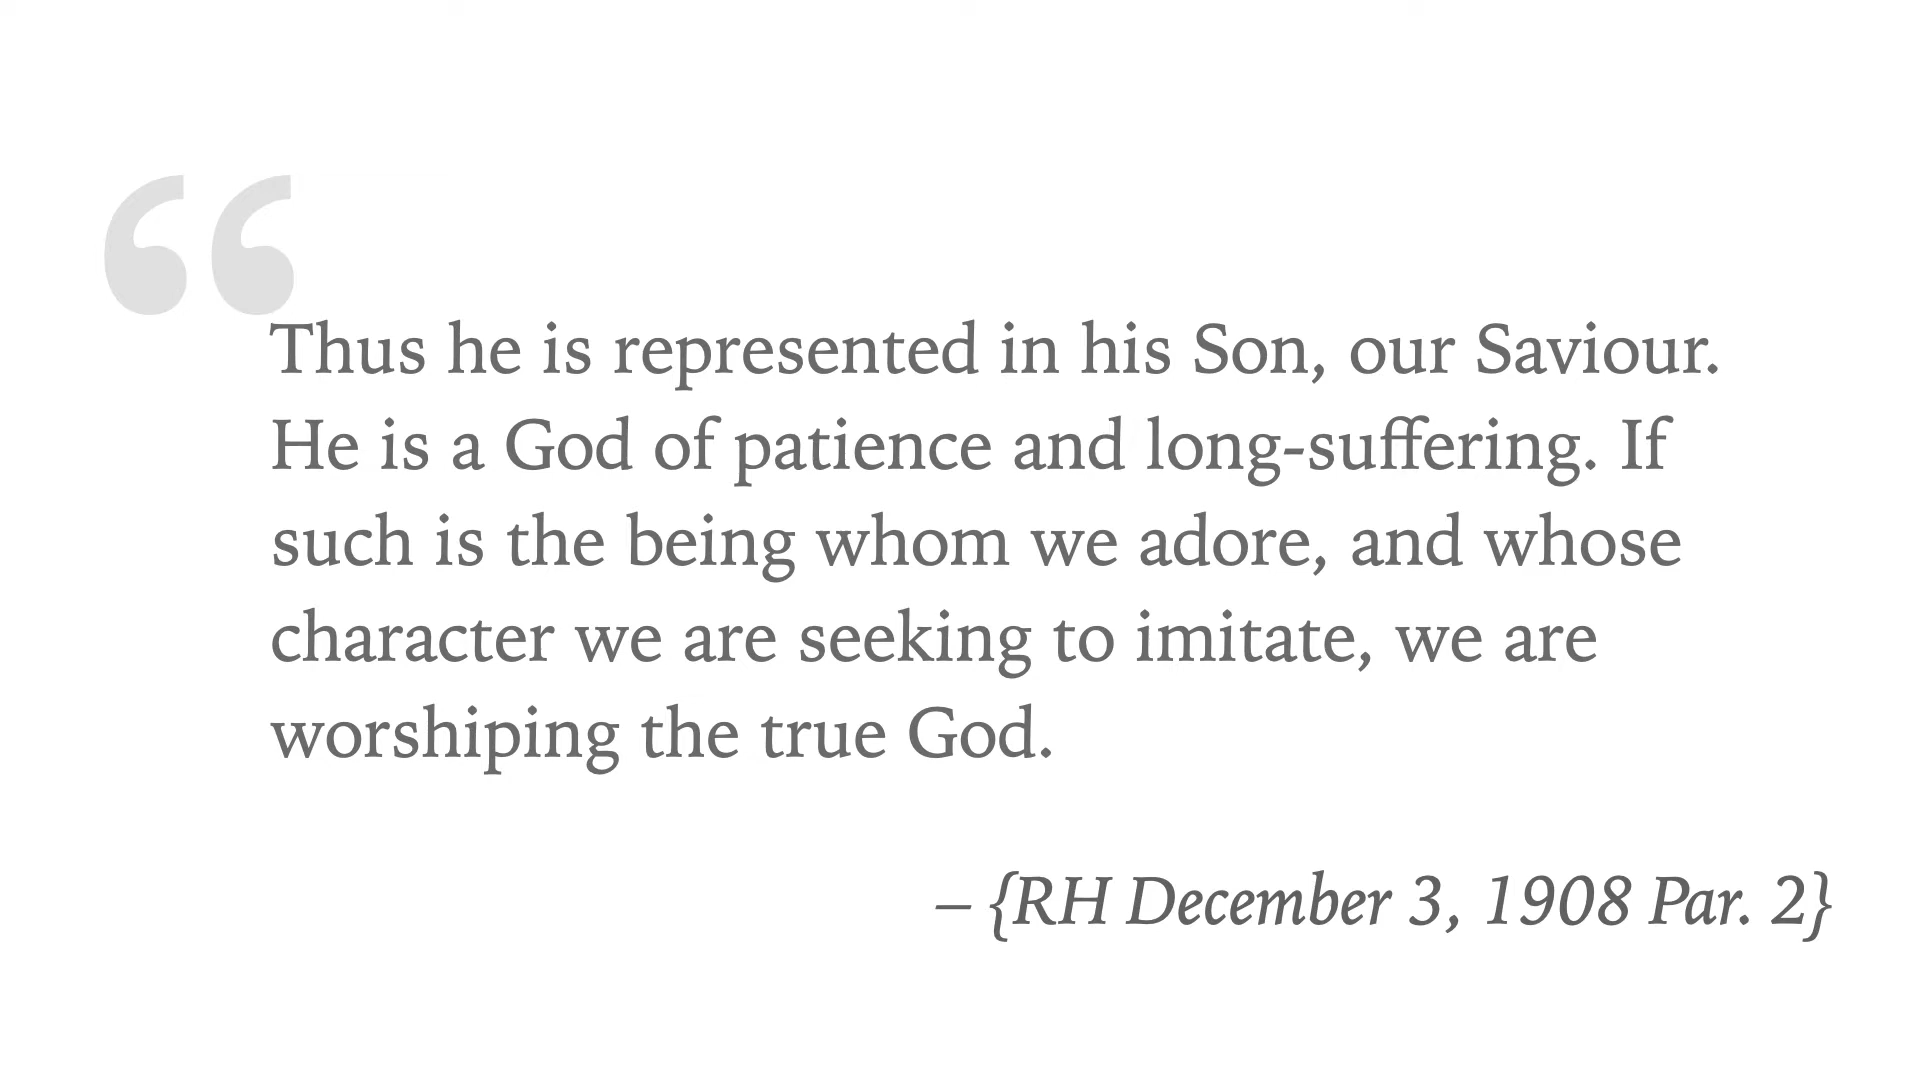 “
Thus he is represented in his Son, our Saviour.
He is a God of patience and long-suffering. If
such is the being whom we adore, and whose
character we are seeking to imitate, we are
worshiping the true God.
– {RH December 3, 1908 Par. 2}